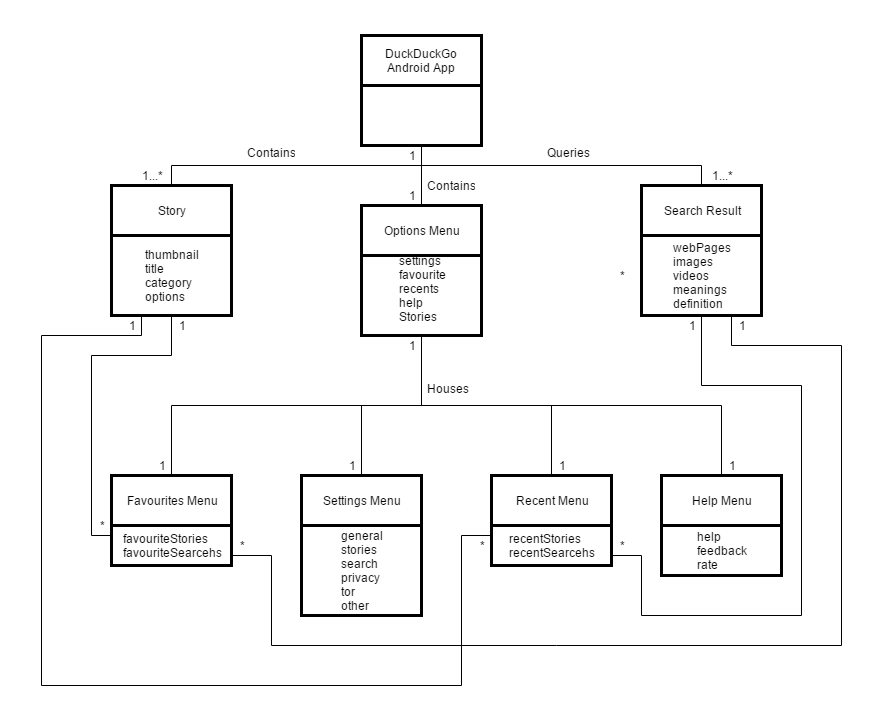 DuckDuckGo
Android App
1
Contains
Queries
1...*
Contains
1
1...*
Story
thumbnail
title
category
options
Options Menu
settings
favourite
recents
help
Stories
Search Result
webPages
images
videos
meanings
definition
*
1
1
1
1
1
Houses
1
1
1
1
Favourites Menu
favouriteStories
favouriteSearcehs
*
*
Settings Menu
general
stories
search
privacy
tor
other
Recent Menu
recentStories
recentSearcehs
*
*
Help Menu
help
feedback
rate